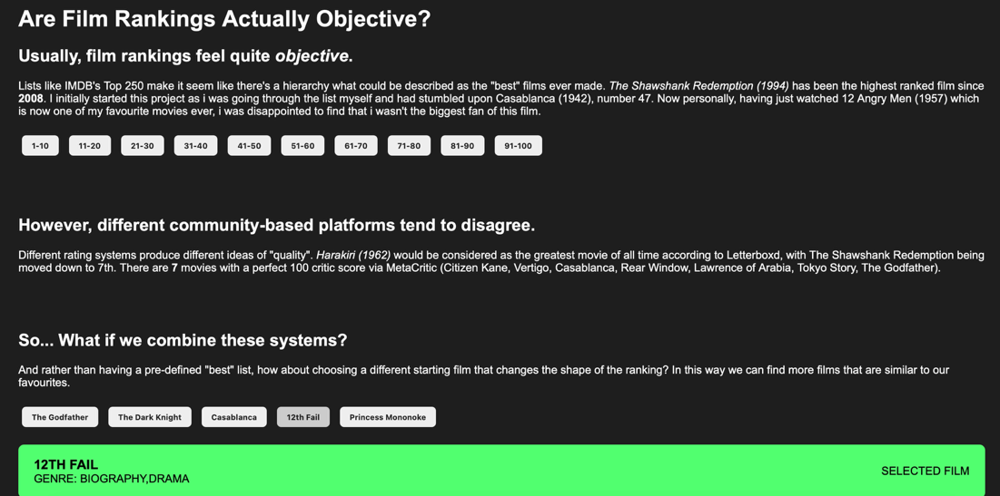 Are Film Rankings Actually Objective?
Usually, film rankings feel quite objective.
Lists like IMDB's Top 250 make it seem like there's a hierarchy what could be described as the "best" films ever made. The Shawshank Redemption (1994) has been the highest ranked film since
2008. I initially started this project as i was going through the list myself and had stumbled upon Casablanca (1942), number 47. Now personally, having just watched 12 Angry Men (1957) which
is now one of my favourite movies ever, i was disappointed to find that i wasn't the biggest fan of this film.
1-10 11-20 21-30 31-40 41-50 51-60 61-70 71-80 81-90 91-100
However, different community-based platforms tend to disagree.
Different rating systems produce different ideas of "quality". Harakiri (1962) would be considered as the greatest movie of all time according to Letterboxd, with The Shawshank Redemption being
moved down to 7th. There are 7 movies with a perfect 100 critic score via MetaCritic (Citizen Kane, Vertigo, Casablanca, Rear Window, Lawrence of Arabia, Tokyo Story, The Godfather).
So... What if we combine these systems?
And rather than having a pre-defined "best" list, how about choosing a different starting film that changes the shape of the ranking? In this way we can find more films that are similar to our
favourites.
The Godfather The Dark Knight Casablanca 12th Fail Princess Mononoke
12TH FAIL
GENRE: BIOGRAPHY,DRAMA
SELECTED FILM